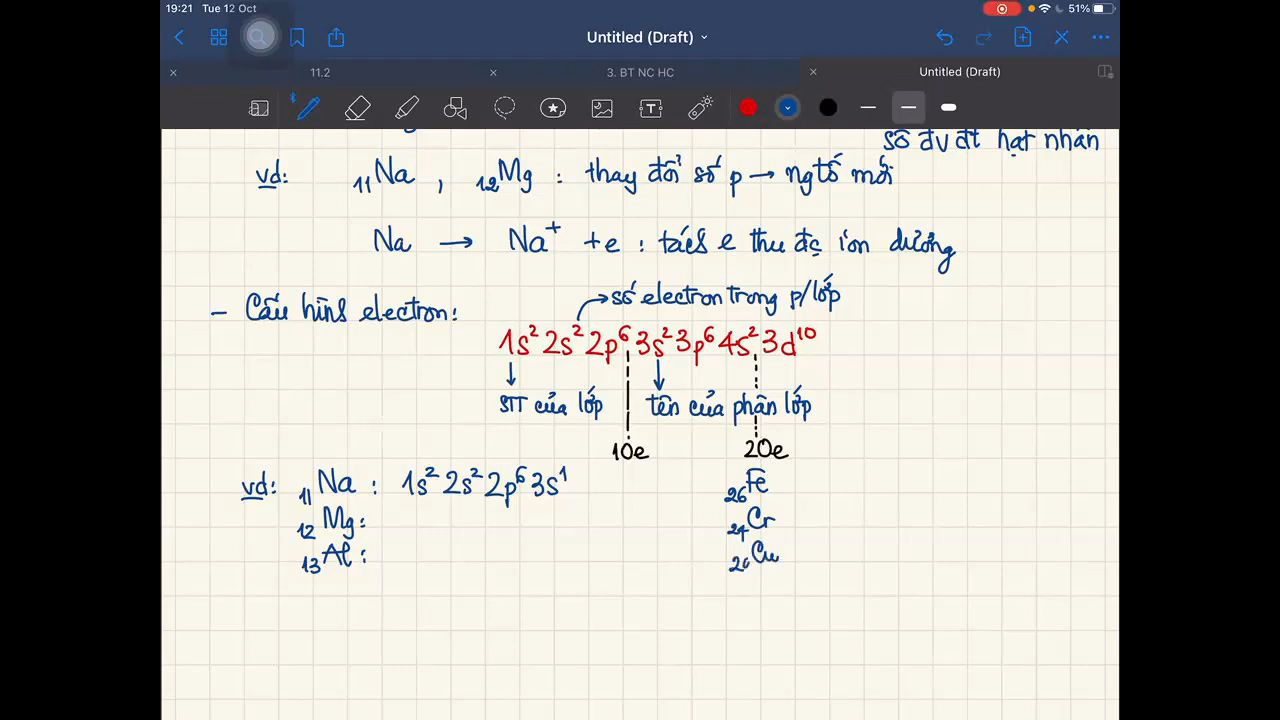 19:21 Tue 12 Oct 51%
Untitled (Draft)
11.2 3. BT NC HC Untitled (Draft)
số đv đt hạt nhân
vd: ₁₁Na, ₁₂Mg: thay đổi số p → ng tố mới
Na → Na⁺ + e : tách e thu đc ion dương
- Cấu hình electron: → số electron trong p/lớp
1s² 2s² 2p⁶ 3s² 3p⁶ 4s² 3d¹⁰
STT của lớp tên của phân lớp
10e 20e
vd: ₁₁Na : 1s² 2s² 2p⁶ 3s¹ ₂₆Fe
₁₂Mg: ₂₄Cr
₁₃Al: Cu